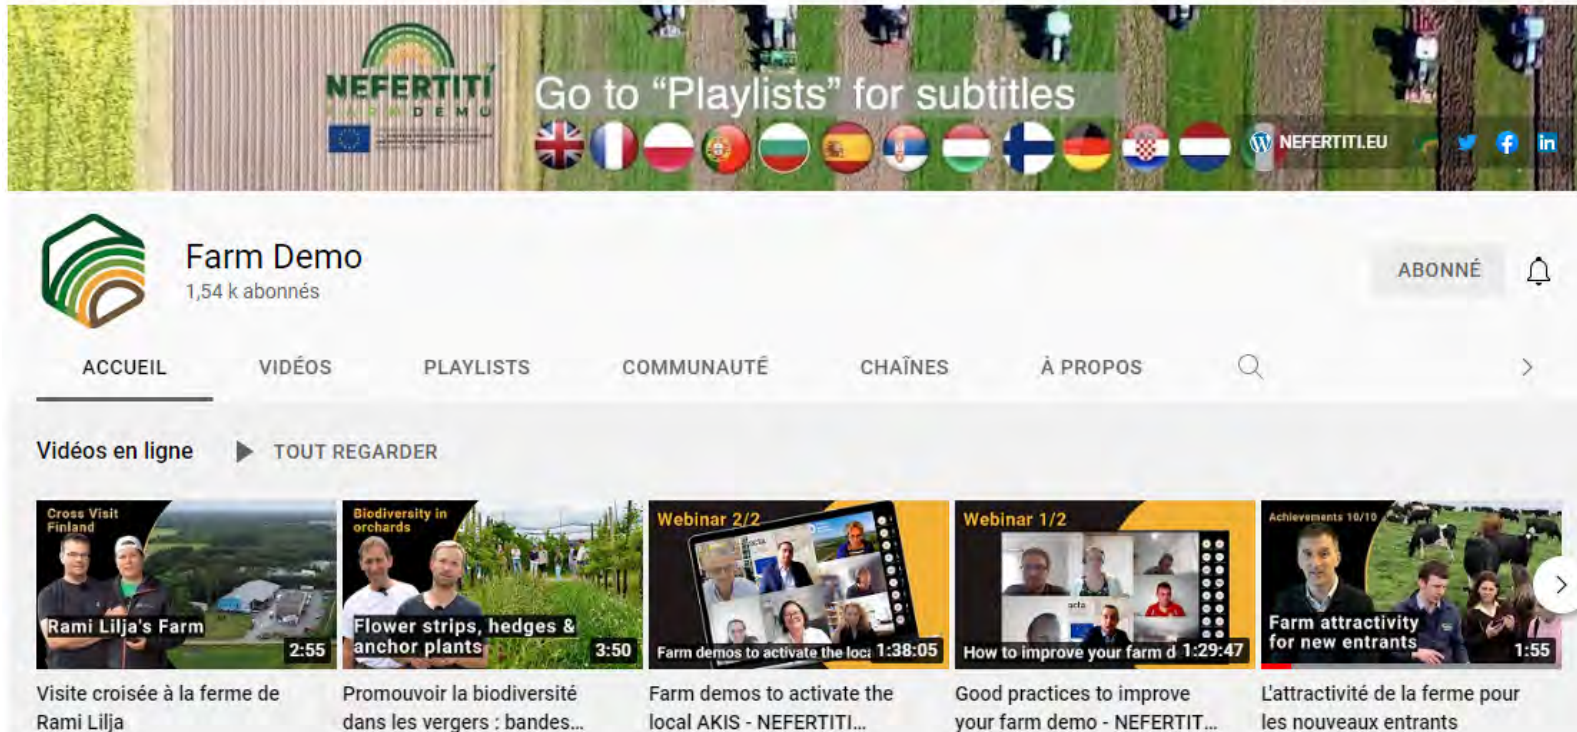 NEFERTITI
Go to “Playlists” for subtitles
NEFERTITI.EU
Farm Demo
1,54 k abonnés
ABONNÉ
ACCUEIL
VIDÉOS
PLAYLISTS
COMMUNAUTÉ
CHAÎNES
À PROPOS
Vidéos en ligne
TOUT REGARDER
Cross Visit
Finland
Rami Lilja's Farm
2:55
Visite croisée à la ferme de
Rami Lilja
Biodiversity in
orchards
Flower strips, hedges &
anchor plants
3:50
Promouvoir la biodiversité
dans les vergers : bandes...
Webinar 2/2
acta
Farm demos to activate the loca
1:38:05
Farm demos to activate the
local AKIS - NEFERTITI...
Webinar 1/2
acta
How to improve your farm d
1:29:47
Good practices to improve
your farm demo - NEFERTIT...
Achievements 10/10
Farm attractivity
for new entrants
1:55
L'attractivité de la ferme pour
les nouveaux entrants